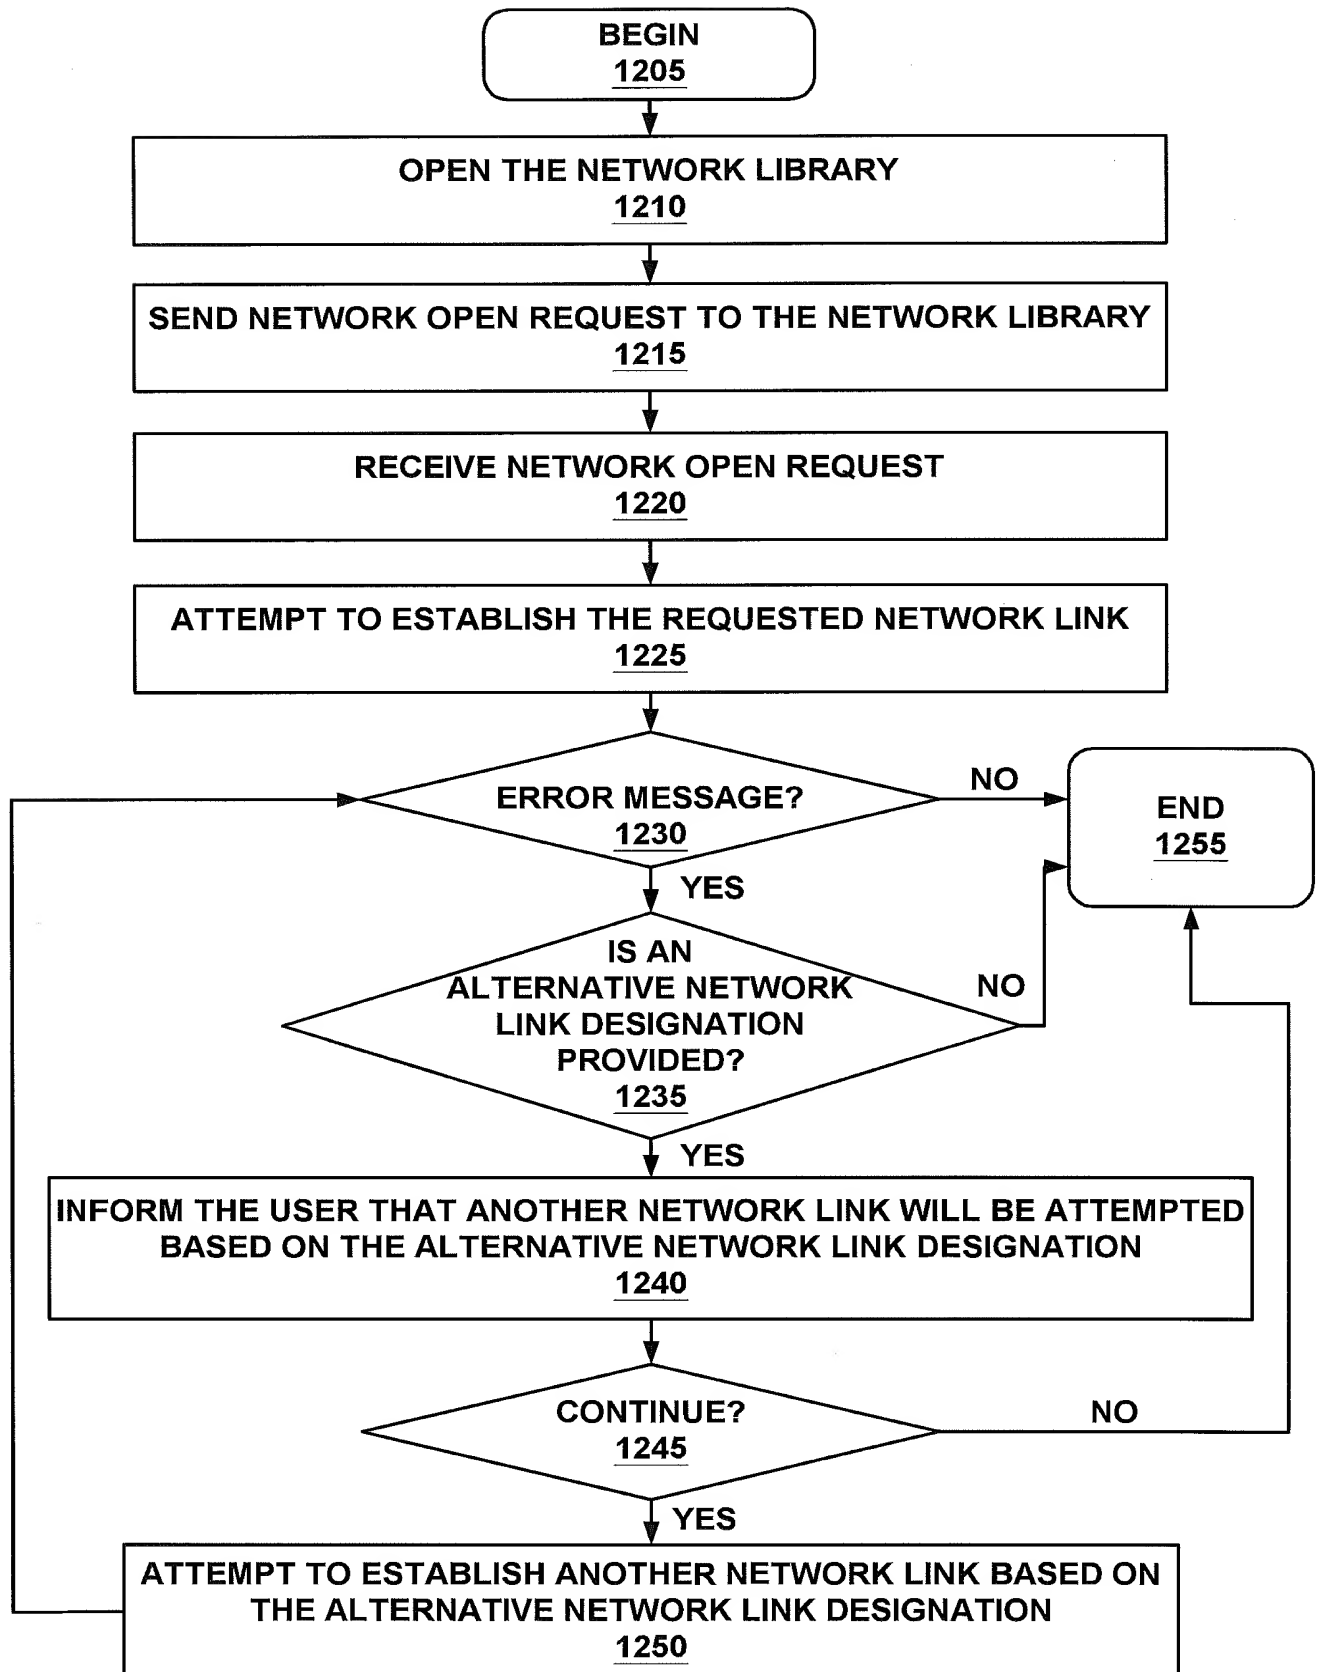 BEGIN
1205
OPEN THE NETWORK LIBRARY
1210
SEND NETWORK OPEN REQUEST TO THE NETWORK LIBRARY
1215
RECEIVE NETWORK OPEN REQUEST
1220
ATTEMPT TO ESTABLISH THE REQUESTED NETWORK LINK
1225
ERROR MESSAGE?
1230
NO
END
1255
YES
IS AN
ALTERNATIVE NETWORK
LINK DESIGNATION
PROVIDED?
1235
NO
YES
INFORM THE USER THAT ANOTHER NETWORK LINK WILL BE ATTEMPTED
BASED ON THE ALTERNATIVE NETWORK LINK DESIGNATION
1240
CONTINUE?
1245
NO
YES
ATTEMPT TO ESTABLISH ANOTHER NETWORK LINK BASED ON
THE ALTERNATIVE NETWORK LINK DESIGNATION
1250